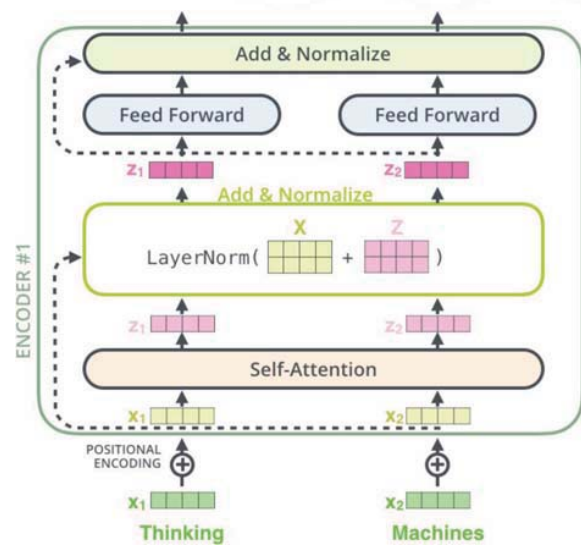 Add & Normalize
Feed Forward Feed Forward
z1 z2
Add & Normalize
X Z
LayerNorm( + )
ENCODER #1
z1 z2
Self-Attention
x1 x2
POSITIONAL
ENCODING
x1 x2
Thinking Machines